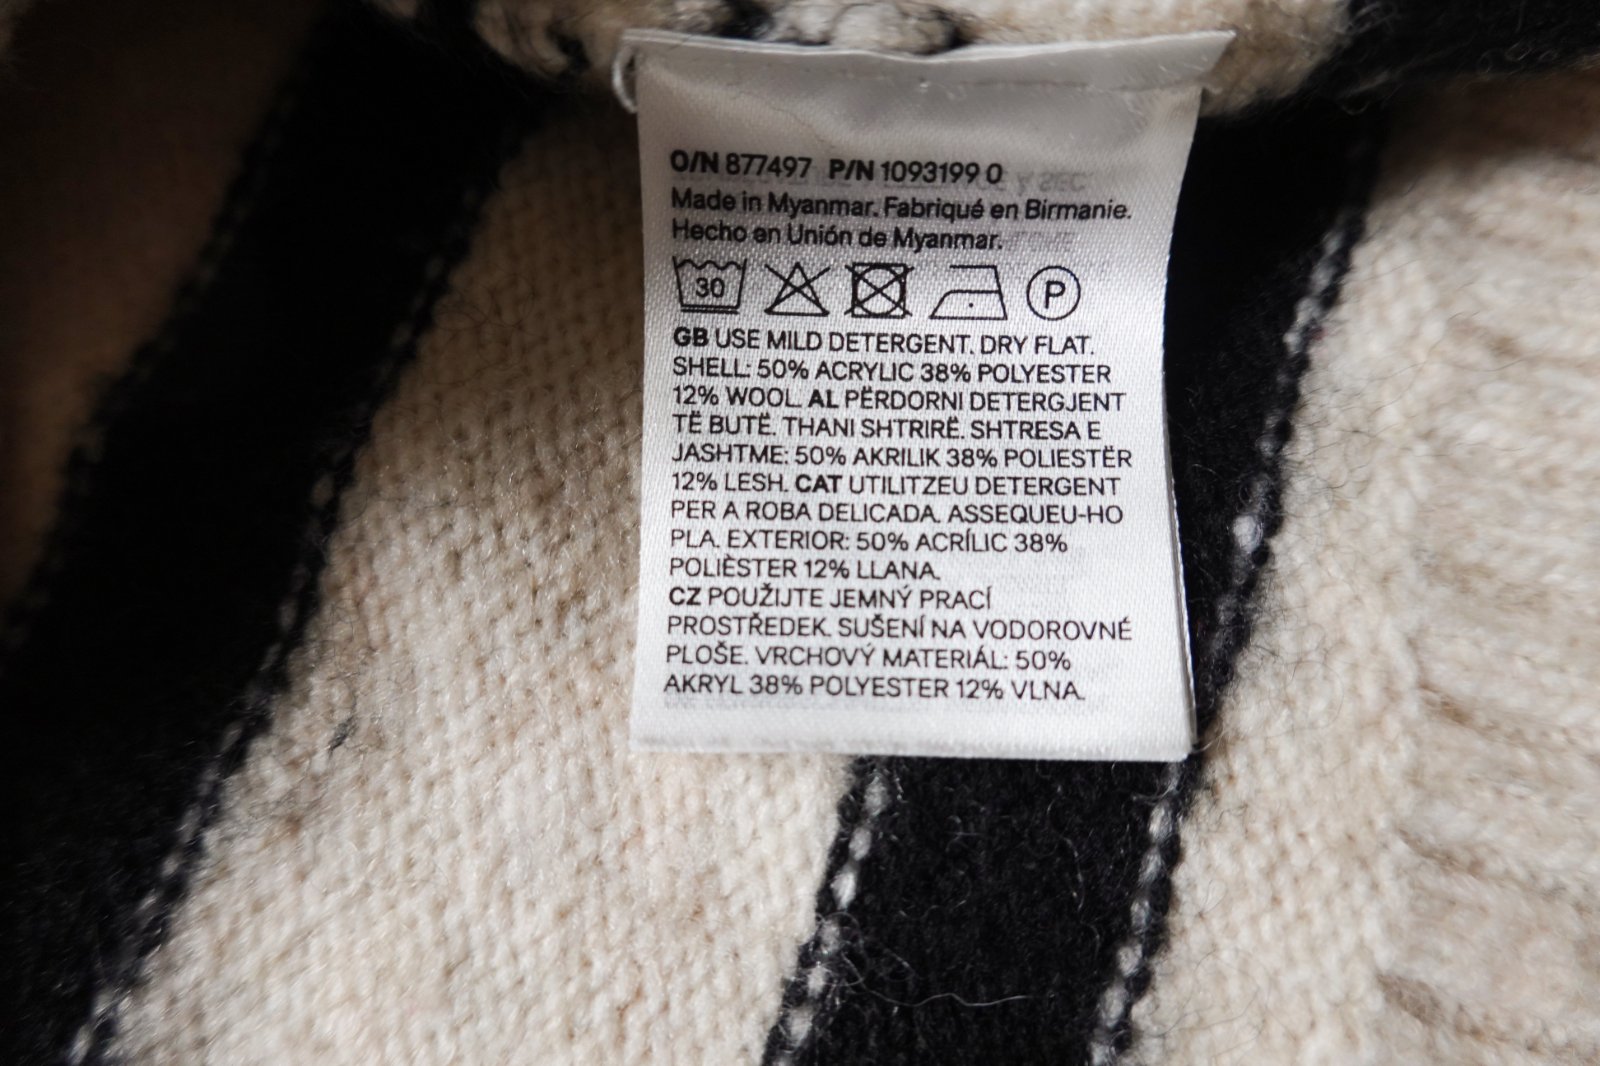 O/N 877497 P/N 1093199 0
Made in Myanmar. Fabriqué en Birmanie.
Hecho en Unión de Myanmar.
30 P
GB USE MILD DETERGENT. DRY FLAT.
SHELL: 50% ACRYLIC 38% POLYESTER
12% WOOL. AL PËRDORNI DETERGJENT
TË BUTË. THANI SHTRIRË. SHTRESA E
JASHTME: 50% AKRILIK 38% POLIESTËR
12% LESH. CAT UTILITZEU DETERGENT
PER A ROBA DELICADA. ASSEQUEU-HO
PLA. EXTERIOR: 50% ACRÍLIC 38%
POLIÈSTER 12% LLANA.
CZ POUŽIJTE JEMNÝ PRACÍ
PROSTŘEDEK. SUŠENÍ NA VODOROVNÉ
PLOŠE. VRCHOVÝ MATERIÁL: 50%
AKRYL 38% POLYESTER 12% VLNA.